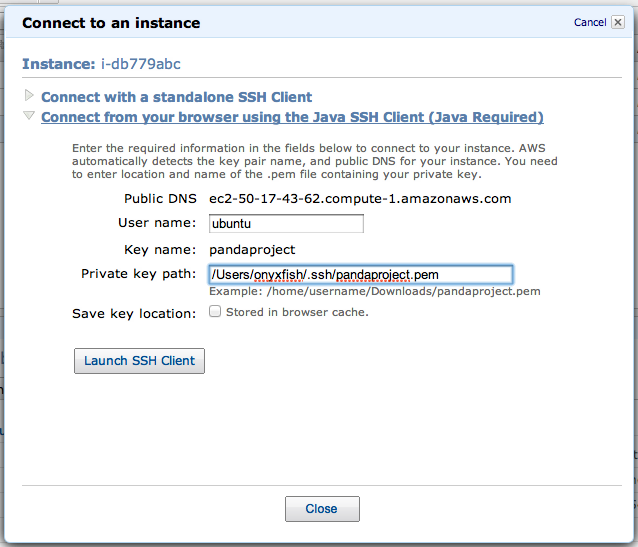 Connect to an instance
Cancel
Instance: i-db779abc
Connect with a standalone SSH Client
Connect from your browser using the Java SSH Client (Java Required)
Enter the required information in the fields below to connect to your instance. AWS
automatically detects the key pair name, and public DNS for your instance. You need
to enter location and name of the .pem file containing your private key.
Public DNS ec2-50-17-43-62.compute-1.amazonaws.com
User name: ubuntu
Key name: pandaproject
Private key path: /Users/onyxfish/.ssh/pandaproject.pem
Example: /home/username/Downloads/pandaproject.pem
Save key location: Stored in browser cache.
Launch SSH Client
Close